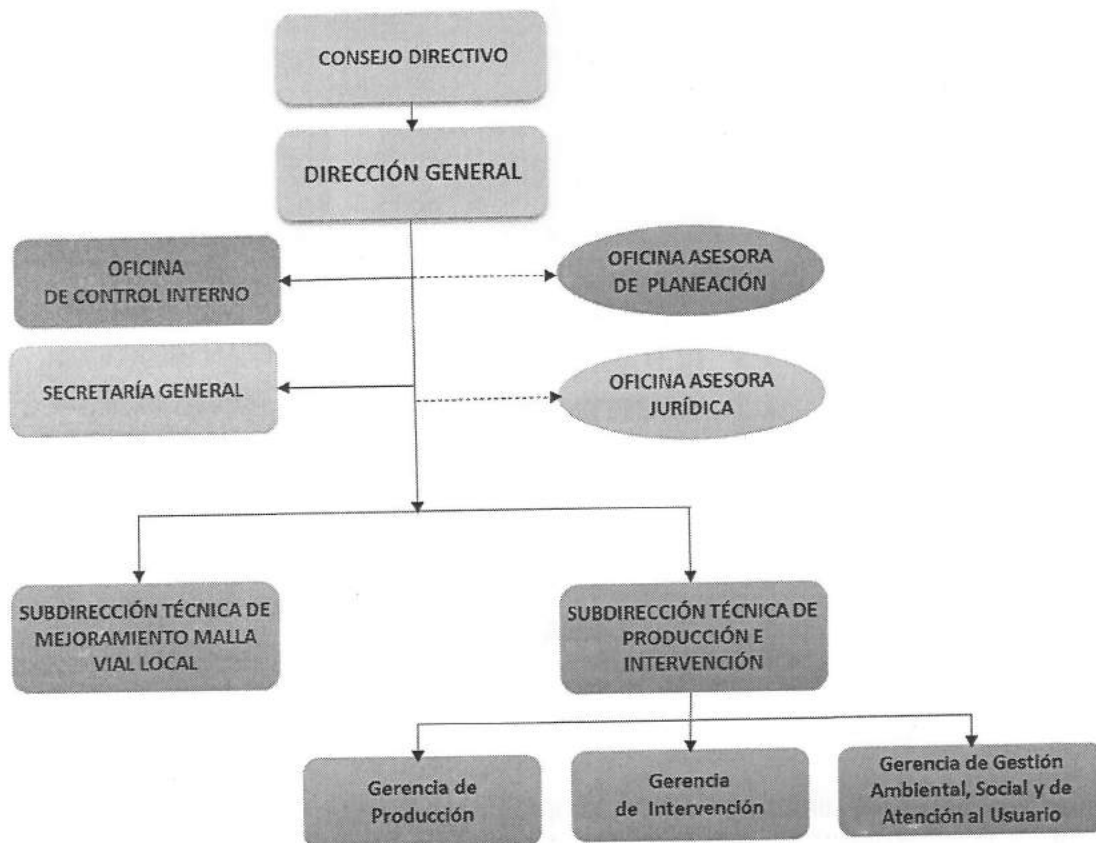 CONSEJO DIRECTIVO
DIRECCIÓN GENERAL
OFICINA
DE CONTROL INTERNO
OFICINA ASESORA
DE PLANEACIÓN
SECRETARÍA GENERAL
OFICINA ASESORA
JURÍDICA
SUBDIRECCIÓN TÉCNICA DE
MEJORAMIENTO MALLA
VIAL LOCAL
SUBDIRECCIÓN TÉCNICA DE
PRODUCCIÓN E
INTERVENCIÓN
Gerencia de
Producción
Gerencia
de Intervención
Gerencia de Gestión
Ambiental, Social y de
Atención al Usuario